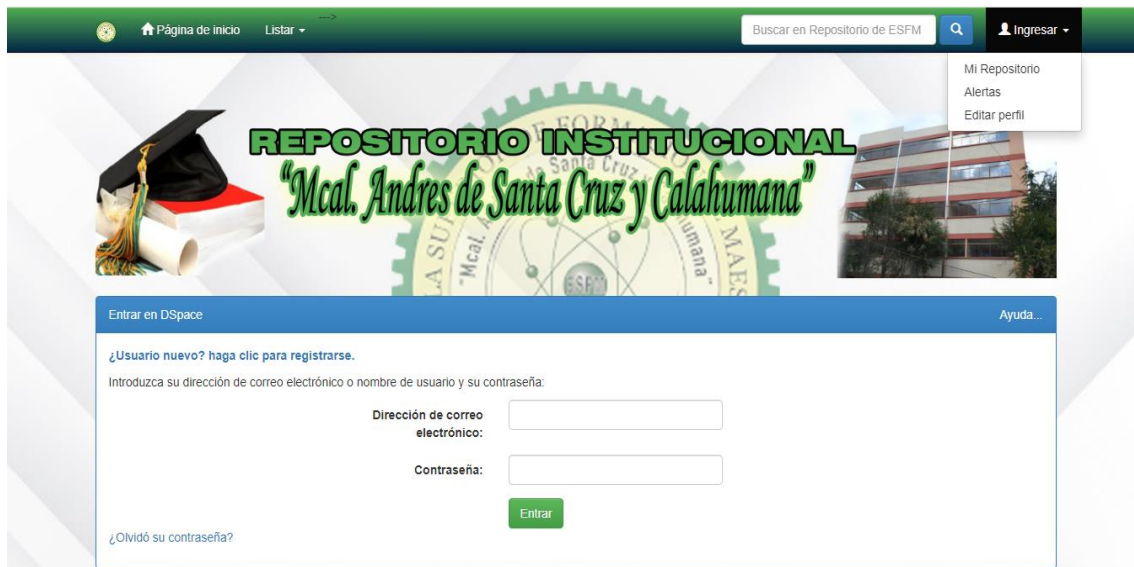 --->
Página de inicio
Listar
Buscar en Repositorio de ESFM
Ingresar
Mi Repositorio
Alertas
Editar perfil
REPOSITORIO INSTITUCIONAL
"Mcal. Andres de Santa Cruz y Calahumana"
ESFM
Entrar en DSpace
Ayuda...
¿Usuario nuevo? haga clic para registrarse.
Introduzca su dirección de correo electrónico o nombre de usuario y su contraseña:
Dirección de correo
electrónico:
Contraseña:
Entrar
¿Olvidó su contraseña?